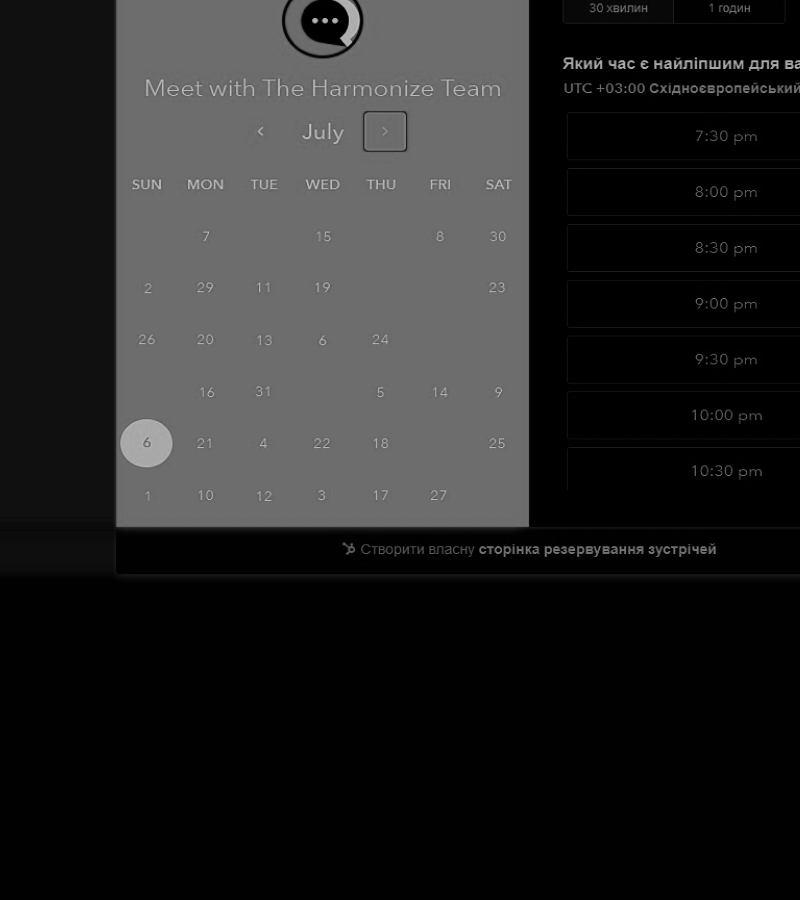 Meet with The Harmonize Team
July
SUN MON TUE WED THU FRI SAT
7 15 8 30
2 29 11 19 23
26 20 13 6 24
16 31 5 14 9
6 21 4 22 18 25
1 10 12 3 17 27
30 хвилин 1 годин
Який час є найліпшим для ва
UTC +03:00 Східноєвропейський
7:30 pm
8:00 pm
8:30 pm
9:00 pm
9:30 pm
10:00 pm
10:30 pm
Створити власну сторінка резервування зустрічей